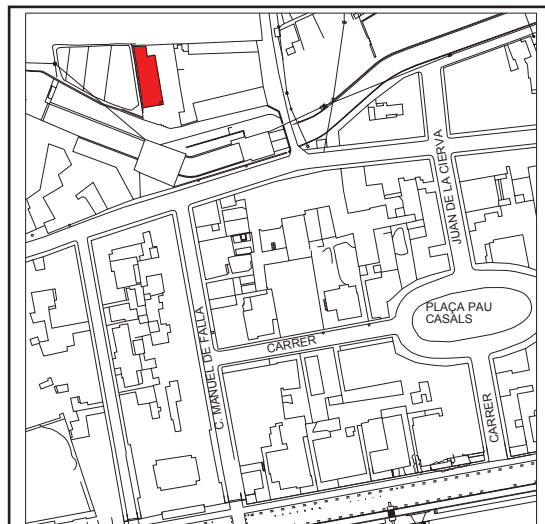 JUAN DE LA CIERVA
PLAÇA PAU
CASALS
C. MANUEL DE FALLA
CARRER
CARRER